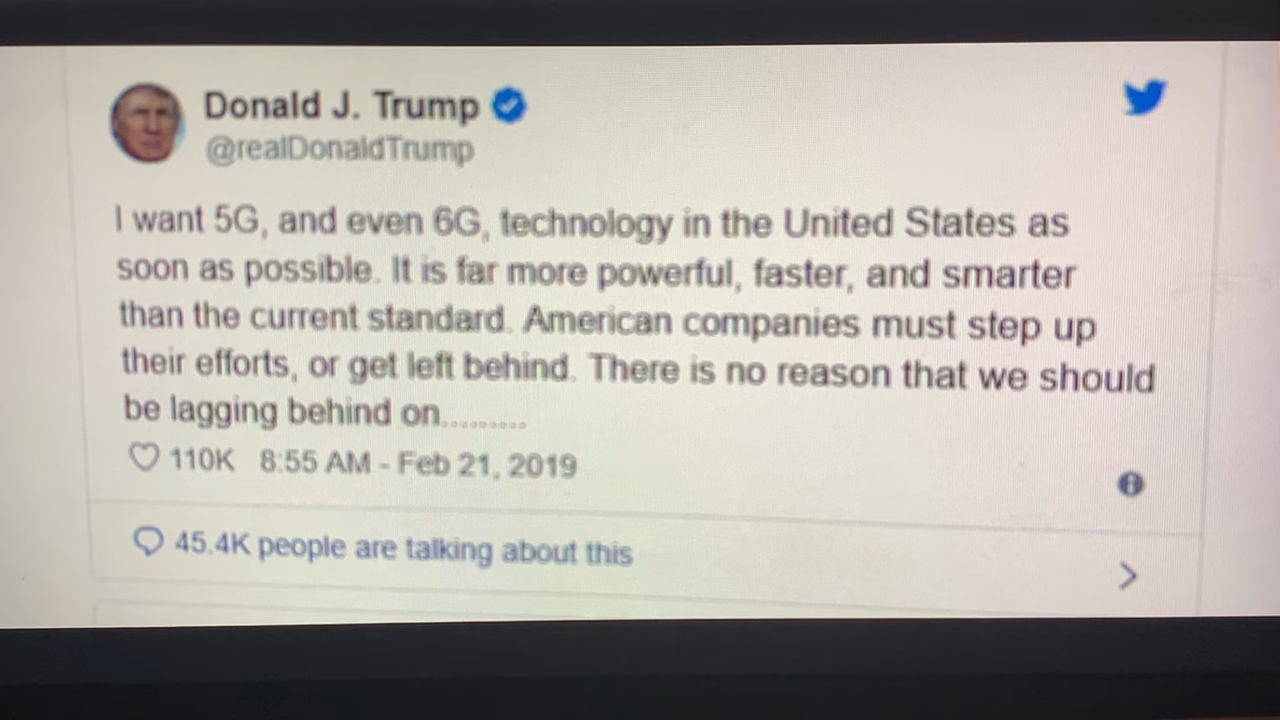 Donald J. Trump
@realDonaldTrump
I want 5G, and even 6G, technology in the United States as
soon as possible. It is far more powerful, faster, and smarter
than the current standard. American companies must step up
their efforts, or get left behind. There is no reason that we should
be lagging behind on.........
110K 8:55 AM - Feb 21, 2019
45.4K people are talking about this